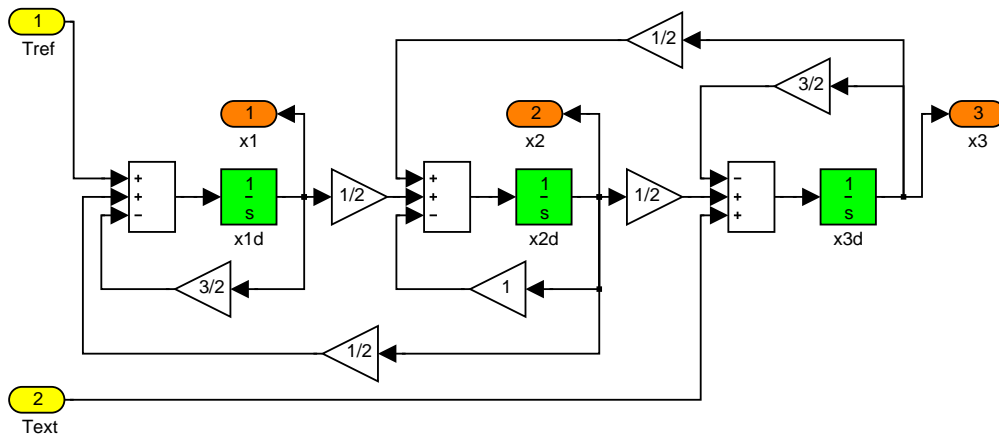 1
Tref
1/2
3/2
1
x1
2
x2
3
x3
+
+
−
1
s
x1d
1/2
+
+
−
1
s
x2d
1/2
−
+
+
1
s
x3d
3/2
1
1/2
2
Text